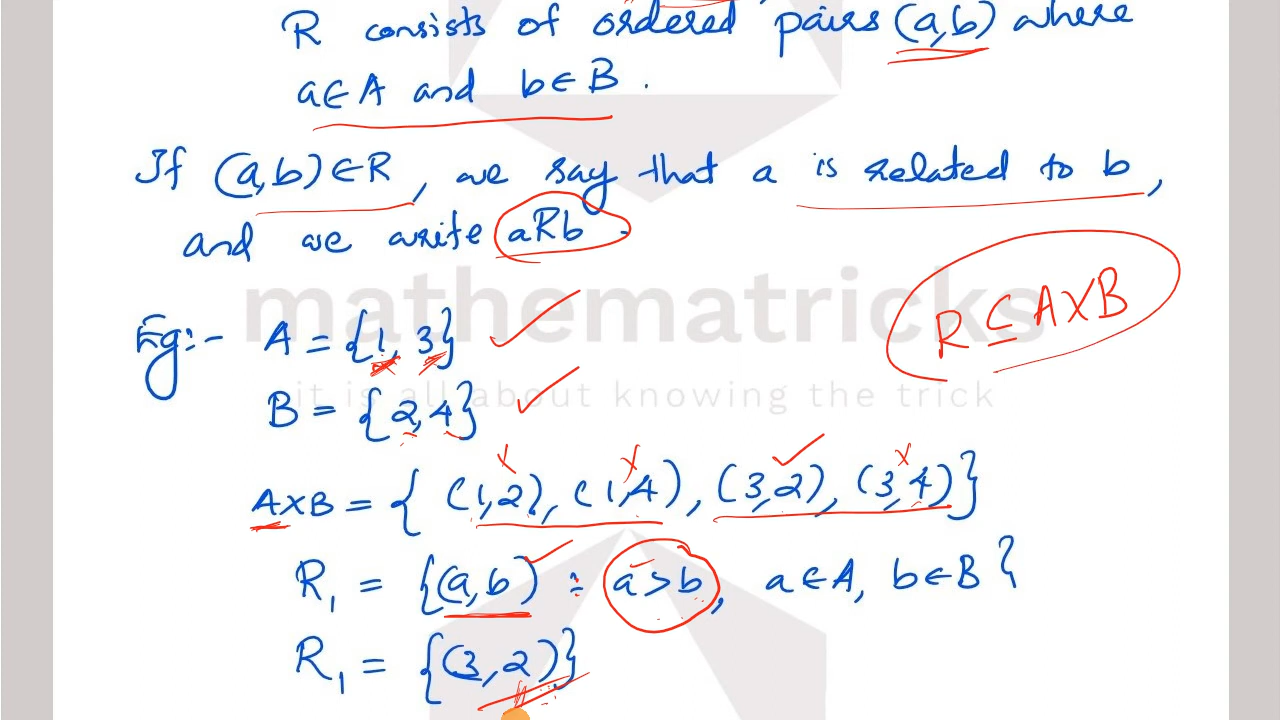 R consists of ordered pairs (a,b) where
a∈A and b∈B.
If (a,b)∈R, we say that a is related to b,
and we write aRb.
mathematricks
it is all about knowing the trick
R ⊆ A×B
Eg:- A = {1, 3}
B = {2,4}
A×B = { (1,2), (1,4), (3,2), (3,4)}
R₁ = {(a,b) : a>b, a∈A, b∈B}
R₁ = {(3,2)}